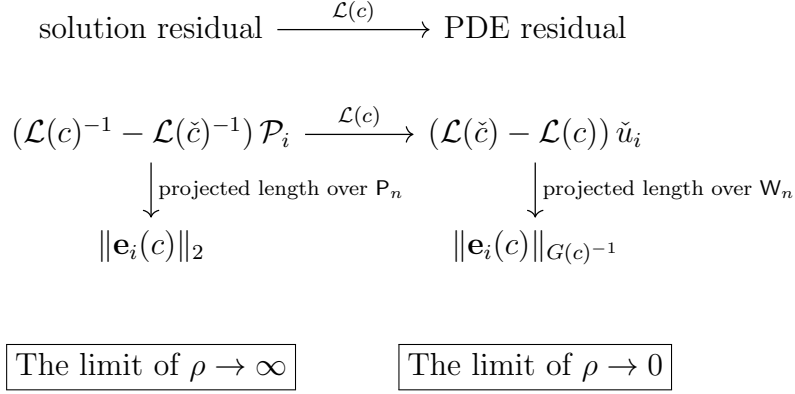 solution residual $\xrightarrow{\mathcal{L}(c)}$ PDE residual
$(\mathcal{L}(c)^{-1} - \mathcal{L}(\check{c})^{-1})\,\mathcal{P}_i \xrightarrow{\mathcal{L}(c)} (\mathcal{L}(\check{c}) - \mathcal{L}(c))\,\check{u}_i$
projected length over $\mathsf{P}_n$ projected length over $\mathsf{W}_n$
$\|\mathbf{e}_i(c)\|_2$ $\|\mathbf{e}_i(c)\|_{G(c)^{-1}}$
The limit of $\rho \to \infty$ The limit of $\rho \to 0$